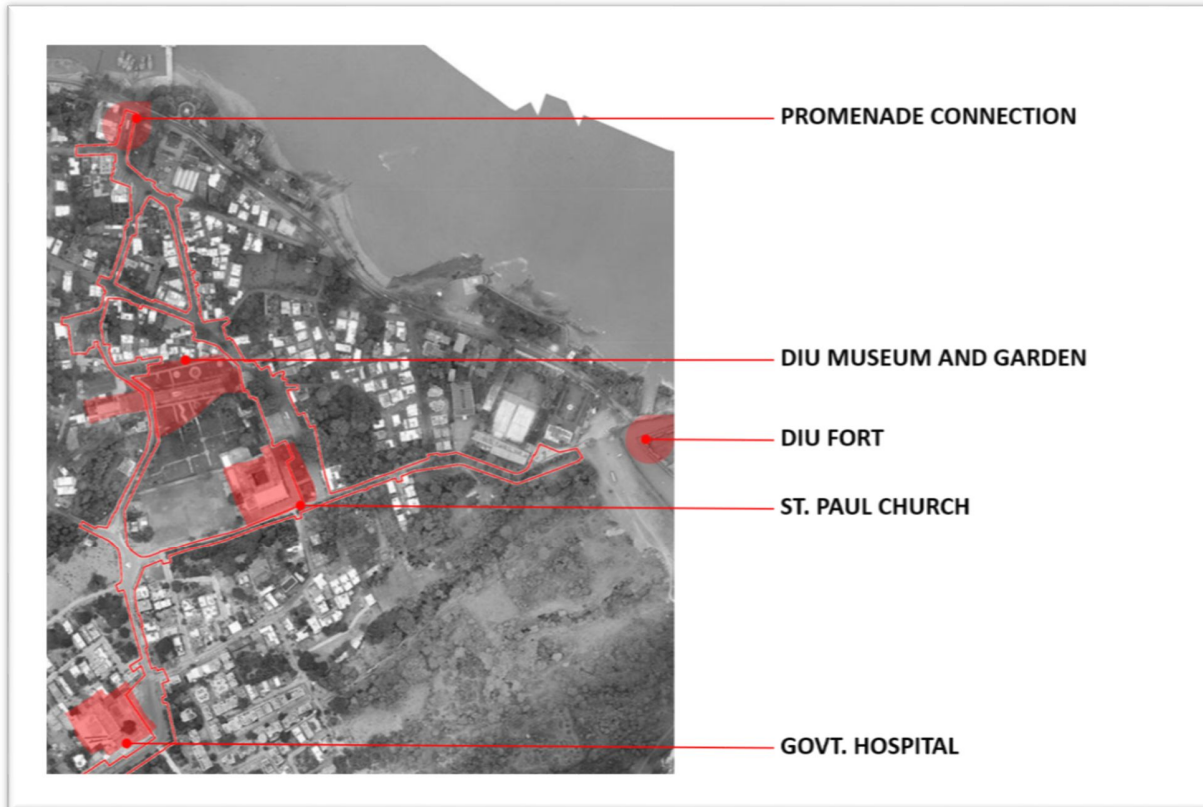 PROMENADE CONNECTION
DIU MUSEUM AND GARDEN
DIU FORT
ST. PAUL CHURCH
GOVT. HOSPITAL